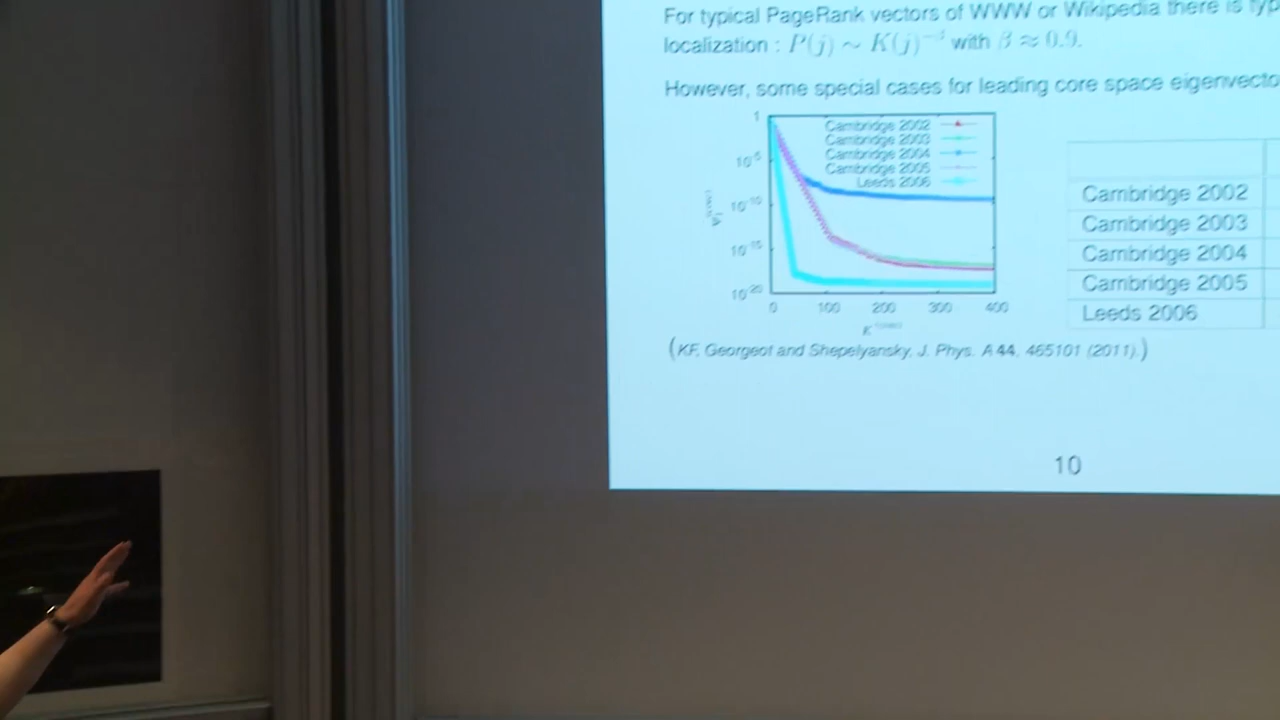 For typical PageRank vectors of WWW or Wikipedia there is typ
localization : P(j) ∼ K(j)^{-β} with β ≈ 0.9.
However, some special cases for leading core space eigenvecto
Cambridge 2002
Cambridge 2003
Cambridge 2004
Cambridge 2005
Leeds 2006
1
10^{-5}
10^{-10}
10^{-15}
10^{-20}
0 100 200 300 400
Cambridge 2002
Cambridge 2003
Cambridge 2004
Cambridge 2005
Leeds 2006
(KF, Georgeot and Shepelyansky, J. Phys. A 44, 465101 (2011).)
10